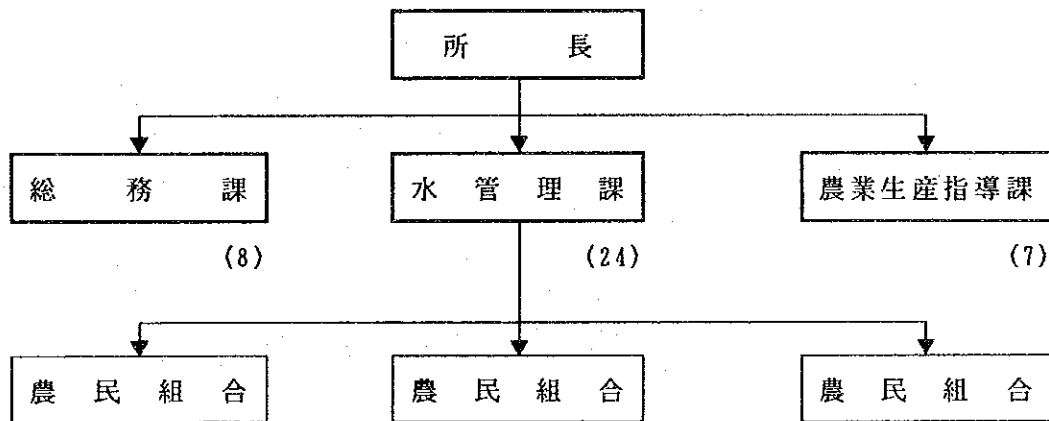 所長
総務課
水管理課
農業生産指導課
(8)
(24)
(7)
農民組合
農民組合
農民組合